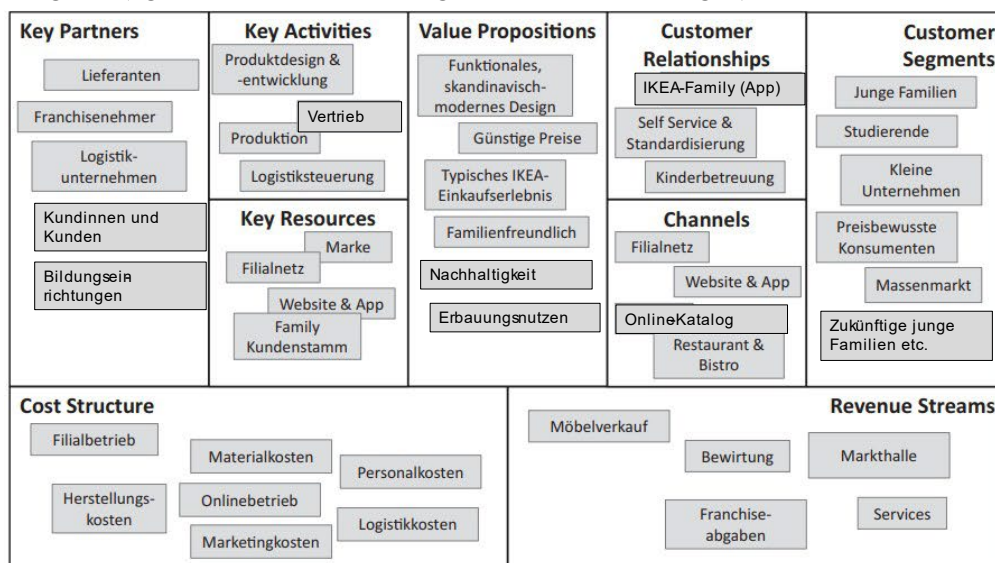 Key Partners
Lieferanten
Franchisenehmer
Logistik-
unternehmen
Kundinnen und
Kunden
Bildungsein-
richtungen
Key Activities
Produktdesign &
-entwicklung
Vertrieb
Produktion
Logistiksteuerung
Key Resources
Marke
Filialnetz
Website & App
Family
Kundenstamm
Value Propositions
Funktionales,
skandinavisch-
modernes Design
Günstige Preise
Typisches IKEA-
Einkaufserlebnis
Familienfreundlich
Nachhaltigkeit
Erbauungsnutzen
Customer
Relationships
IKEA-Family (App)
Self Service &
Standardisierung
Kinderbetreuung
Channels
Filialnetz
Website & App
Online-Katalog
Restaurant &
Bistro
Customer
Segments
Junge Familien
Studierende
Kleine
Unternehmen
Preisbewusste
Konsumenten
Massenmarkt
Zukünftige junge
Familien etc.
Cost Structure
Filialbetrieb
Materialkosten
Personalkosten
Herstellungs-
kosten
Onlinebetrieb
Logistikkosten
Marketingkosten
Revenue Streams
Möbelverkauf
Bewirtung
Markthalle
Franchise-
abgaben
Services